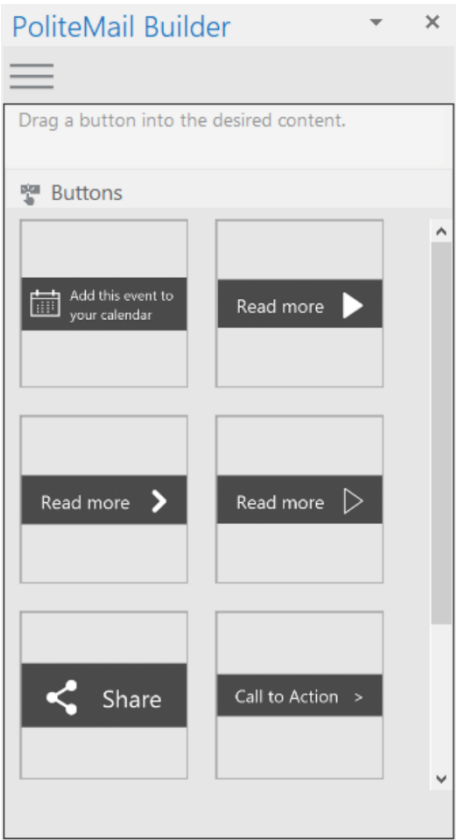 PoliteMail Builder
Drag a button into the desired content.
Buttons
Add this event to
your calendar
Read more
Read more
Read more
Share
Call to Action >